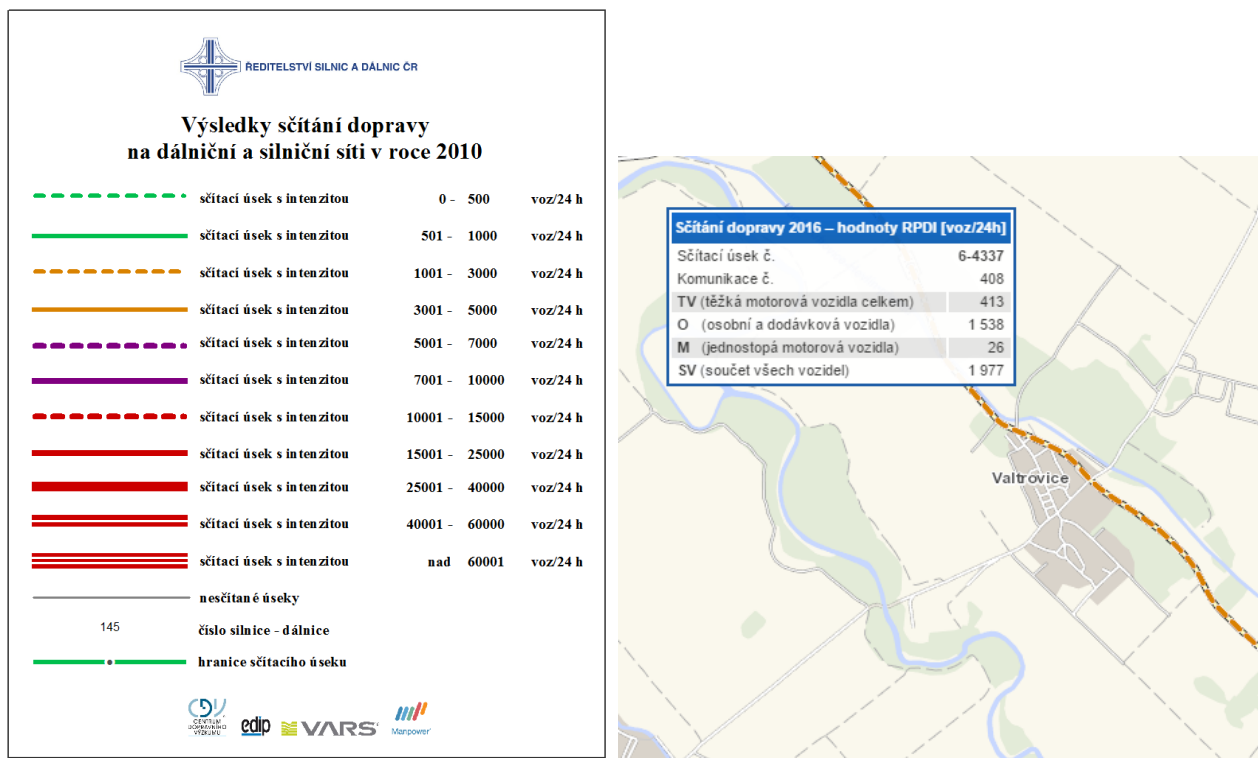 ŘEDITELSTVÍ SILNIC A DÁLNIC ČR
Výsledky sčítání dopravy
na dálniční a silniční síti v roce 2010
sčítací úsek s intenzitou 0 - 500 voz/24 h
sčítací úsek s intenzitou 501 - 1000 voz/24 h
sčítací úsek s intenzitou 1001 - 3000 voz/24 h
sčítací úsek s intenzitou 3001 - 5000 voz/24 h
sčítací úsek s intenzitou 5001 - 7000 voz/24 h
sčítací úsek s intenzitou 7001 - 10000 voz/24 h
sčítací úsek s intenzitou 10001 - 15000 voz/24 h
sčítací úsek s intenzitou 15001 - 25000 voz/24 h
sčítací úsek s intenzitou 25001 - 40000 voz/24 h
sčítací úsek s intenzitou 40001 - 60000 voz/24 h
sčítací úsek s intenzitou nad 60001 voz/24 h
nesčítané úseky
145 číslo silnice - dálnice
hranice sčítacího úseku
CDV
CENTRUM
DOPRAVNÍHO
VÝZKUMU
edip
VARS
Manpower
Sčítání dopravy 2016 – hodnoty RPDI [voz/24h]
Sčítací úsek č. 6-4337
Komunikace č. 408
TV (těžká motorová vozidla celkem) 413
O (osobní a dodávková vozidla) 1 538
M (jednostopá motorová vozidla) 26
SV (součet všech vozidel) 1 977
Valtrovice